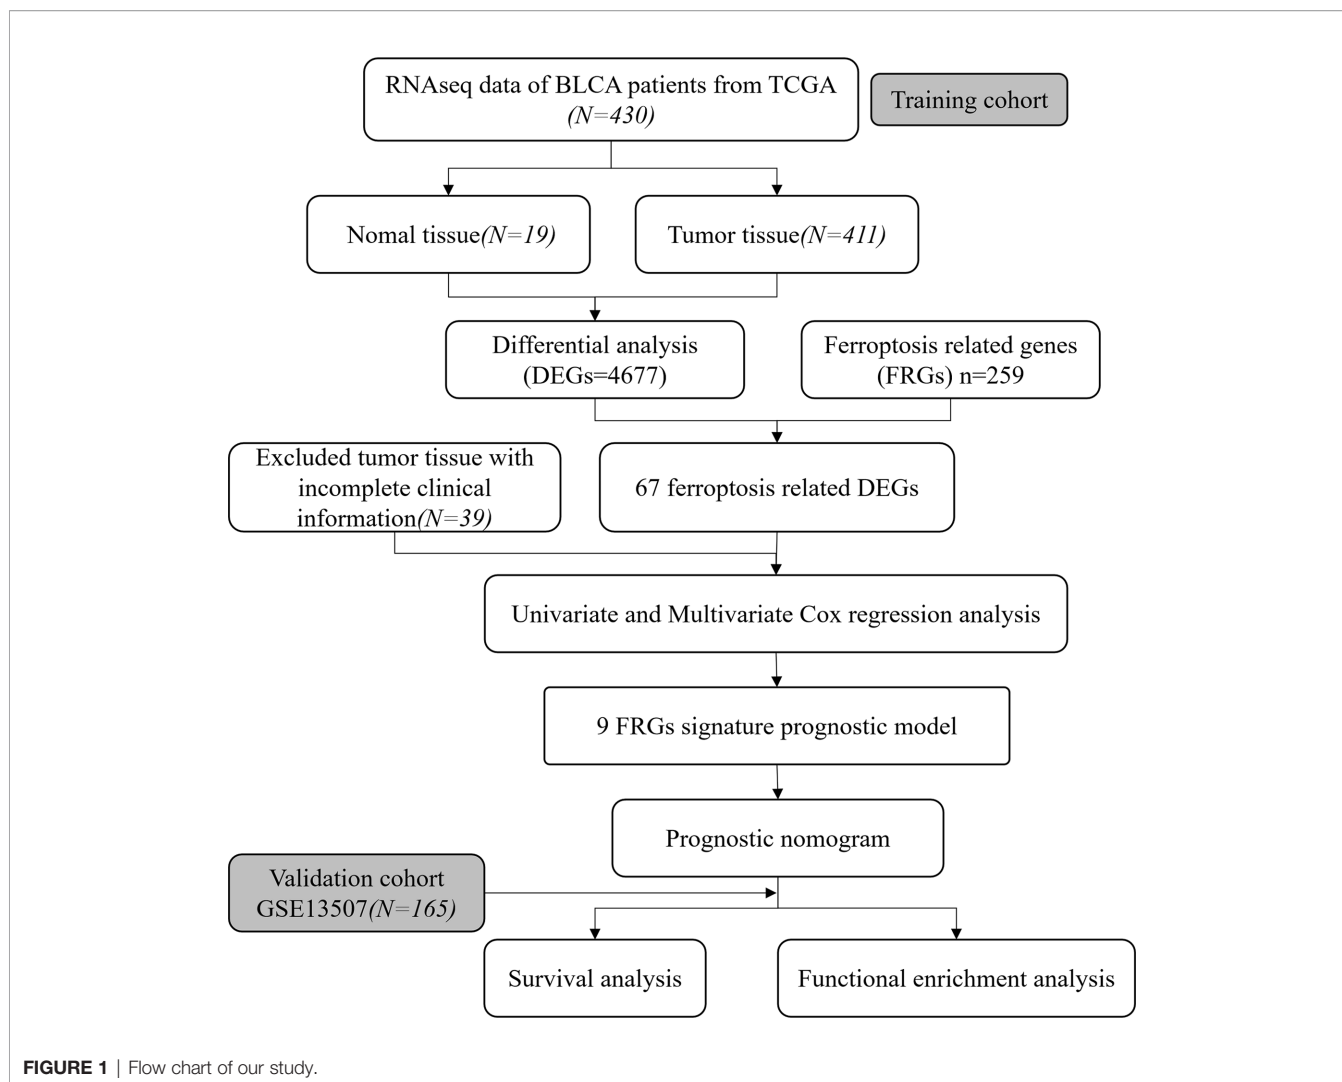 RNAseq data of BLCA patients from TCGA
(N=430)
Training cohort
Nomal tissue(N=19)
Tumor tissue(N=411)
Differential analysis
(DEGs=4677)
Ferroptosis related genes
(FRGs) n=259
Excluded tumor tissue with
incomplete clinical
information(N=39)
67 ferroptosis related DEGs
Univariate and Multivariate Cox regression analysis
9 FRGs signature prognostic model
Prognostic nomogram
Validation cohort
GSE13507(N=165)
Survival analysis
Functional enrichment analysis
FIGURE 1 | Flow chart of our study.